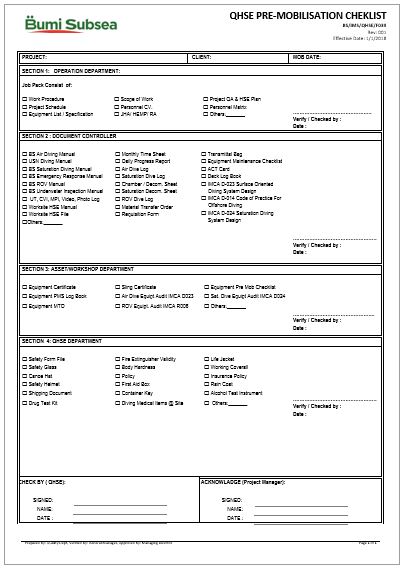 Bumi Subsea
QHSE PRE-MOBILISATION CHEKLIST
BS/IMS/QHSE/F039
Rev: 001
Effective Date: 1/1/2018
PROJECT: CLIENT: MOB DATE:
SECTION 1: OPERATION DEPARTMENT:
Job Pack Consist of:
Work Procedure Scope of Work Project QA & HSE Plan
Project Schedule Personnel CV. Personnel Matrix
Equipment List / Specification JHA/ HEMP/ RA Others:______
Verify / Checked by :
Date :
SECTION 2 : DOCUMENT CONTROLLER
BS Air Diving Manual Monthly Time Sheet Transmittal Bag
USN Diving Manual Daily Progress Report Equipment Maintenance Checklist
BS Saturation Diving Manual Air Dive Log ACT Card
BS Emergency Response Manual Saturation Dive Log Deck Log Book
BS ROV Manual Chamber / Decom. Sheet IMCA D-023 Surface Oriented
Diving System Design
BS Underwater Inspection Manual Saturation Decom. Sheet
UT, CVI, MPI, Video, Photo Log ROV Dive Log IMCA D-014 Code of Practice For
Offshore Diving
Worksite Manual Material Transfer Order
Worksite HSE File Requisition Form IMCA D-024 Saturation Diving
System Design
Others:______
Verify / Checked by :
Date :
SECTION 3: ASSET/WORKSHOP DEPARTMENT
Equipment Certificate Sling Certificate Equipment Pre Mob Checklist
Equipment PMS Log Book Air Dive Equipt Audit IMCA D023 Sat. Dive Equipt Audit IMCA D024
Equipment MTO ROV Equipt. Audit IMCA R006 Others:______
Verify / Checked by :
Date :
SECTION 4: QHSE DEPARTMENT
Safety Form File Fire Extinguisher Validity Life Jacket
Safety Glass Body Hardness Working Coverall
Canoe Hat Policy Insurance Policy
Safety Helmet First Aid Box Rain Coat
Shipping Document Container Key Alcohol Test Instrument
Drug Test Kit Diving Medical Items @ Site Others:______
Verify / Checked by :
Date :
CHECK BY ( QHSE): ACKNOWLADGE (Project Manager):
SIGNED: SIGNED:
NAME: NAME:
DATE : DATE :
Page 1 of 1